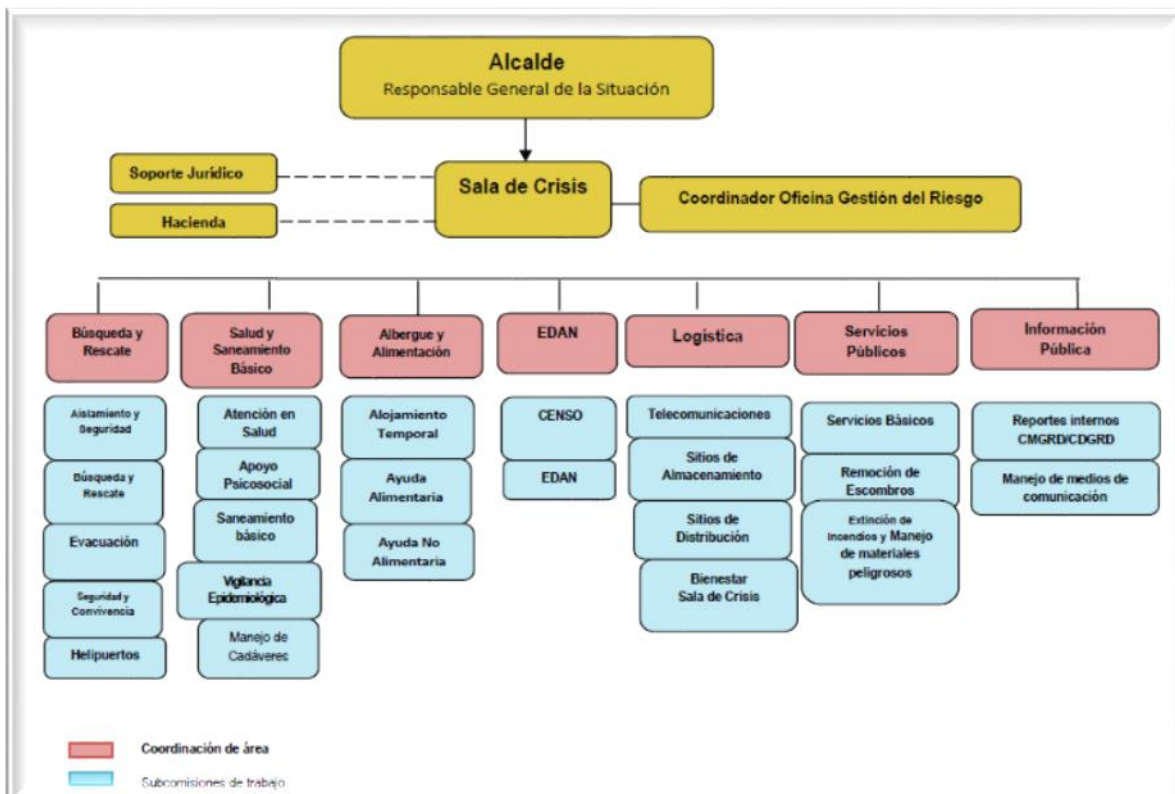 Alcalde
Responsable General de la Situación
Soporte Jurídico
Hacienda
Sala de Crisis
Coordinador Oficina Gestión del Riesgo
Búsqueda y
Rescate
Salud y
Saneamiento
Básico
Albergue y
Alimentación
EDAN
Logística
Servicios
Públicos
Información
Pública
Aislamiento y
Seguridad
Búsqueda y
Rescate
Evacuación
Seguridad y
Convivencia
Helipuertos
Atención en
Salud
Apoyo
Psicosocial
Saneamiento
básico
Vigilancia
Epidemiológica
Manejo de
Cadáveres
Alojamiento
Temporal
Ayuda
Alimentaria
Ayuda No
Alimentaria
CENSO
EDAN
Telecomunicaciones
Sitios de
Almacenamiento
Sitios de
Distribución
Bienestar
Sala de Crisis
Servicios Básicos
Remoción de
Escombros
Extinción de
Incendios y Manejo
de materiales
peligrosos
Reportes internos
CMGRD/CDGRD
Manejo de medios de
comunicación
Coordinación de área
Subcomisiones de trabajo